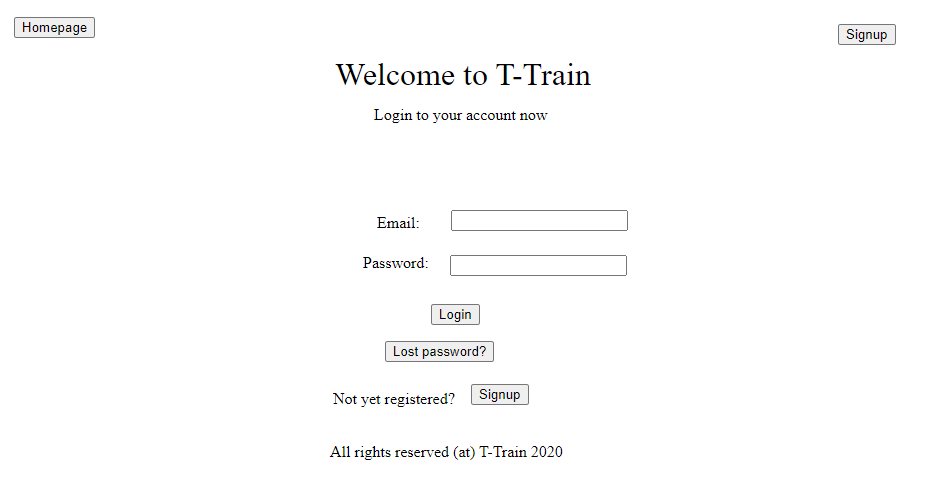 Homepage
Signup
Welcome to T-Train
Login to your account now
Email:
Password:
Login
Lost password?
Not yet registered? Signup
All rights reserved (at) T-Train 2020